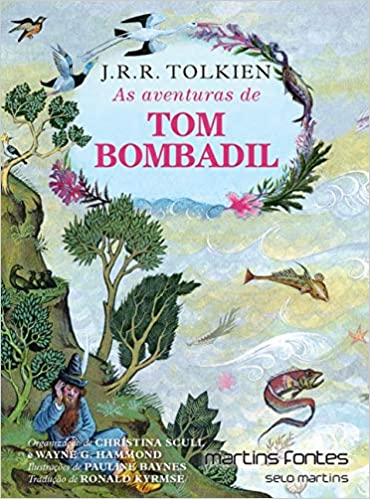 J.R.R. TOLKIEN
As aventuras de
TOM
BOMBADIL
Organização de CHRISTINA SCULL
e WAYNE G. HAMMOND
Ilustrações de PAULINE BAYNES
Tradução de RONALD KYRMSE
martins fontes
selo martins